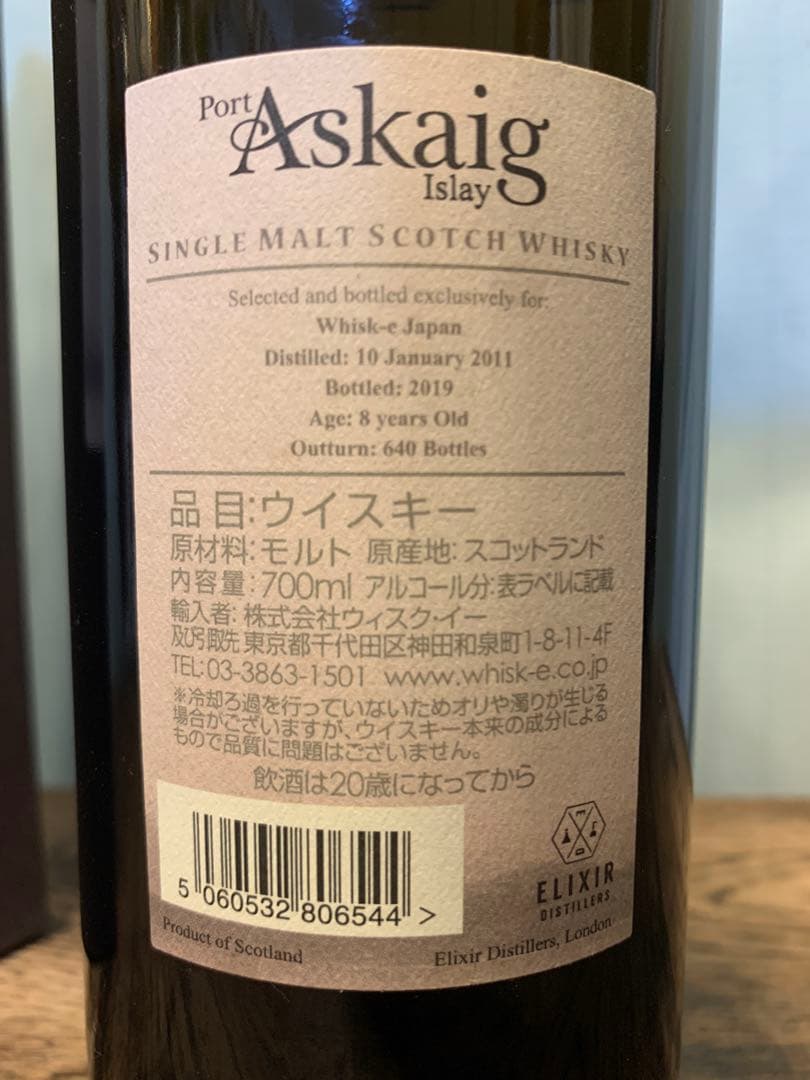 Port
Askaig
Islay
SINGLE MALT SCOTCH WHISKY
Selected and bottled exclusively for:
Whisk-e Japan
Distilled: 10 January 2011
Bottled: 2019
Age: 8 years Old
Outturn: 640 Bottles
品目:ウイスキー
原材料:モルト 原産地:スコットランド
内容量:700ml アルコール分:表ラベルに記載
輸入者:株式会社ウィスク・イー
及び引取先 東京都千代田区神田和泉町1-8-11-4F
TEL:03-3863-1501 www.whisk-e.co.jp
※冷却ろ過を行っていないためオリや濁りが生じる
場合がございますが、ウイスキー本来の成分による
もので品質に問題はございません。
飲酒は20歳になってから
5 060532 806544 >
ELIXIR
DISTILLERS
Product of Scotland
Elixir Distillers, London